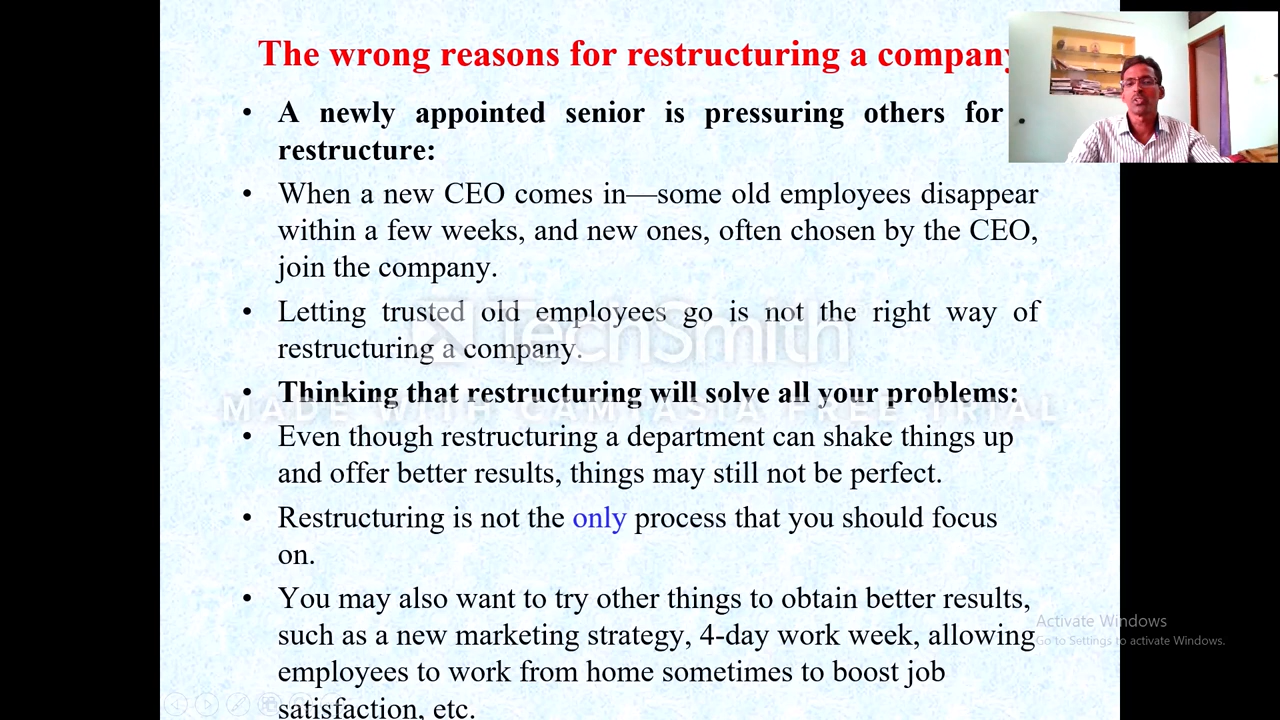 The wrong reasons for restructuring a company
• A newly appointed senior is pressuring others for
restructure:
• When a new CEO comes in—some old employees disappear
within a few weeks, and new ones, often chosen by the CEO,
join the company.
• Letting trusted old employees go is not the right way of
restructuring a company.
TechSmith
• Thinking that restructuring will solve all your problems:
MADE WITH CAMTASIA FREE TRIAL
• Even though restructuring a department can shake things up
and offer better results, things may still not be perfect.
• Restructuring is not the only process that you should focus
on.
• You may also want to try other things to obtain better results,
such as a new marketing strategy, 4-day work week, allowing
employees to work from home sometimes to boost job
satisfaction, etc.
Activate Windows
Go to Settings to activate Windows.